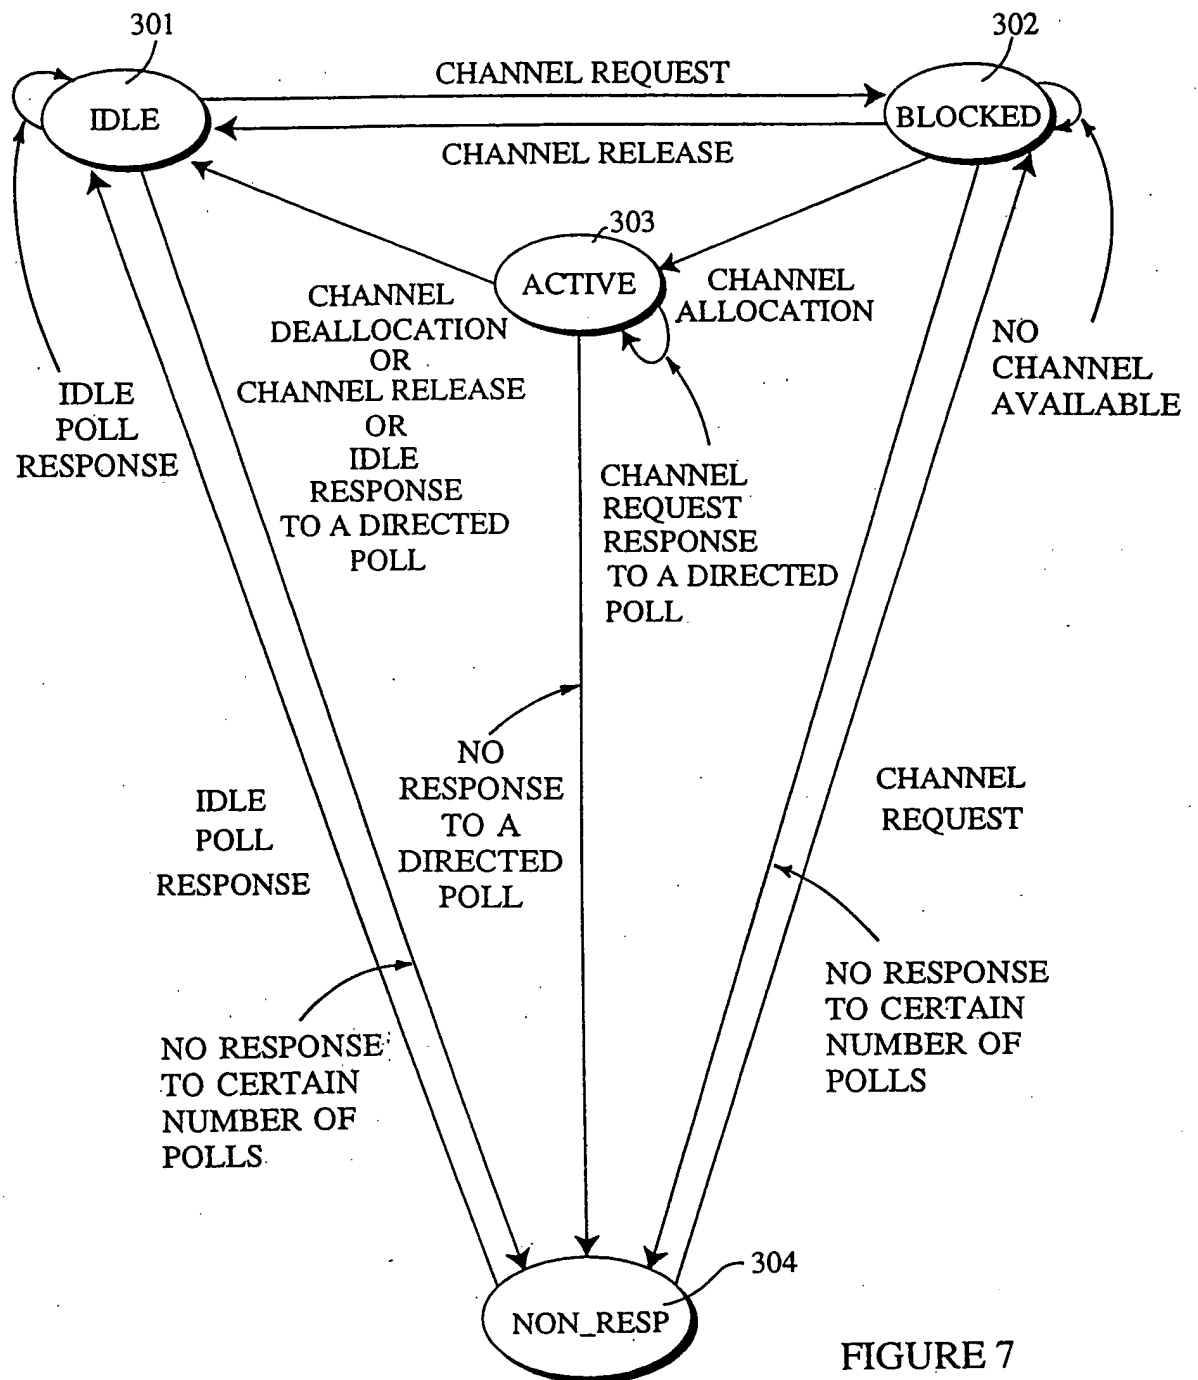 301
302
CHANNEL REQUEST
IDLE
BLOCKED
CHANNEL RELEASE
303
ACTIVE
CHANNEL
ALLOCATION
CHANNEL
DEALLOCATION
OR
CHANNEL RELEASE
OR
IDLE
RESPONSE
TO A DIRECTED
POLL
NO
CHANNEL
AVAILABLE
IDLE
POLL
RESPONSE
CHANNEL
REQUEST
RESPONSE
TO A DIRECTED
POLL
NO
RESPONSE
TO A
DIRECTED
POLL
IDLE
POLL
RESPONSE
CHANNEL
REQUEST
NO RESPONSE
TO CERTAIN
NUMBER OF
POLLS
NO RESPONSE
TO CERTAIN
NUMBER OF
POLLS
304
NON_RESP
FIGURE 7